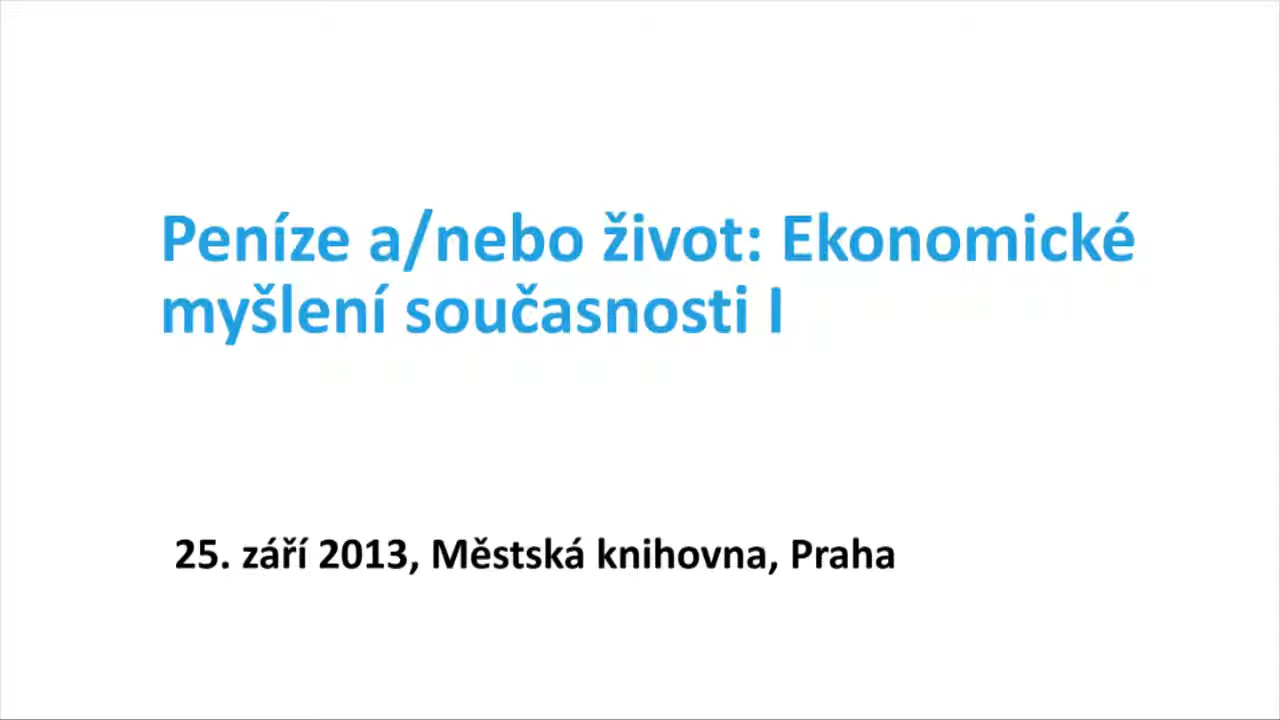 Peníze a/nebo život: Ekonomické
myšlení současnosti I
25. září 2013, Městská knihovna, Praha